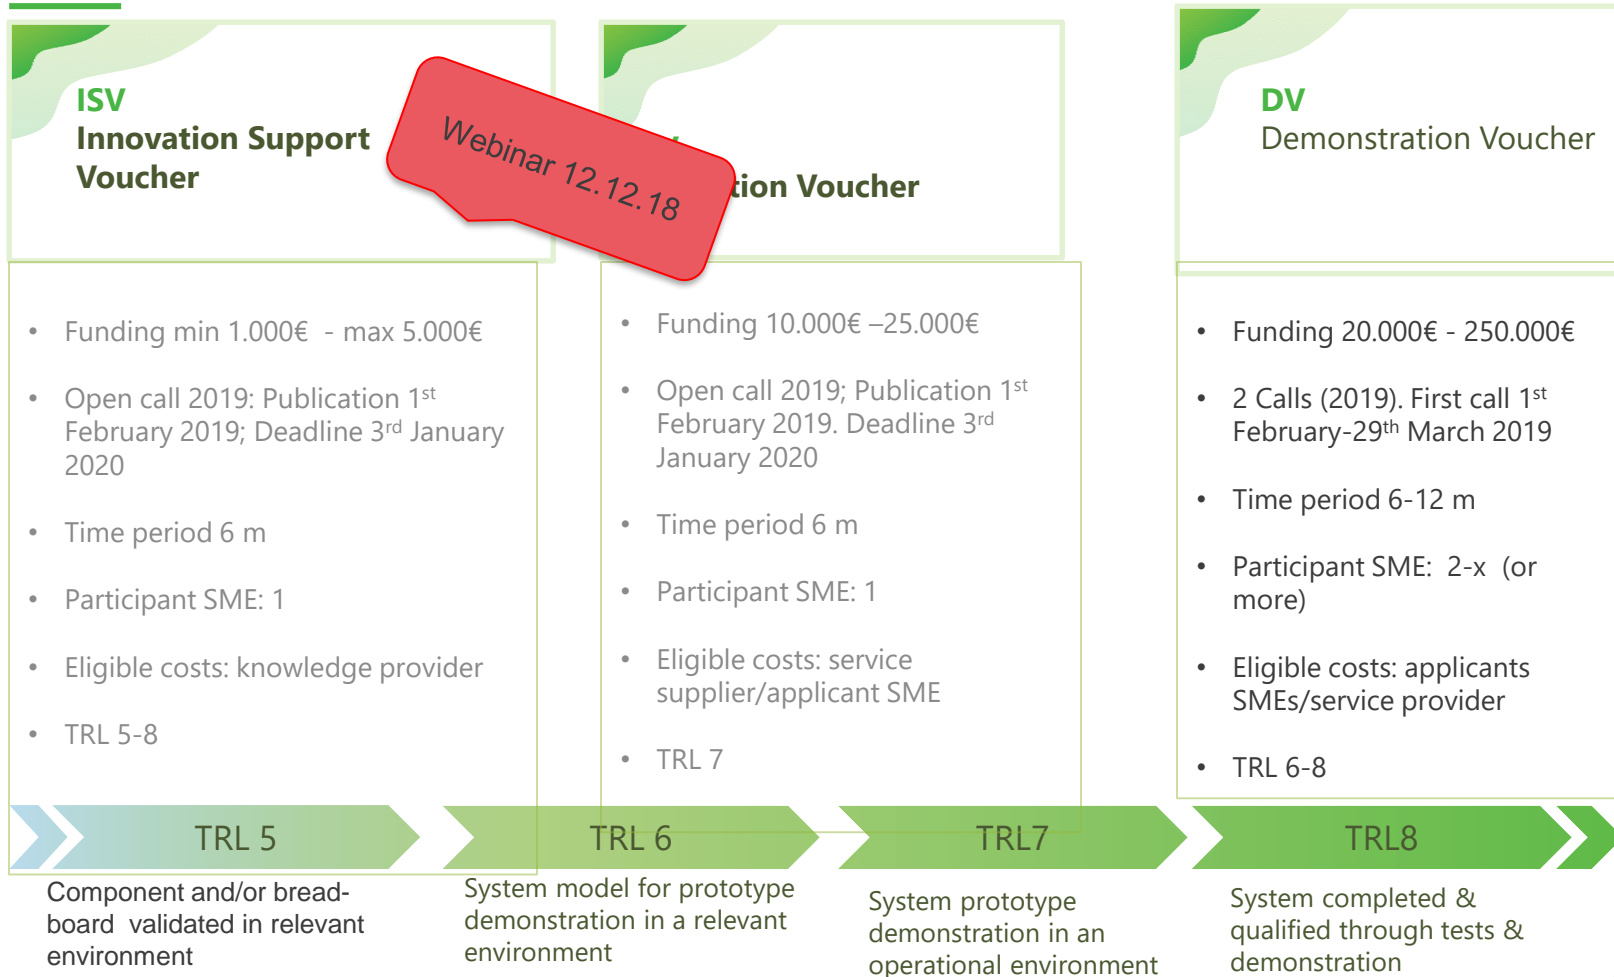 ISV
Innovation Support
Voucher
Webinar 12.12.18
tion Voucher
DV
Demonstration Voucher
• Funding min 1.000€ - max 5.000€
• Open call 2019: Publication 1st
February 2019; Deadline 3rd January
2020
• Time period 6 m
• Participant SME: 1
• Eligible costs: knowledge provider
• TRL 5-8
• Funding 10.000€ –25.000€
• Open call 2019; Publication 1st
February 2019. Deadline 3rd
January 2020
• Time period 6 m
• Participant SME: 1
• Eligible costs: service
supplier/applicant SME
• TRL 7
• Funding 20.000€ - 250.000€
• 2 Calls (2019). First call 1st
February-29th March 2019
• Time period 6-12 m
• Participant SME: 2-x (or
more)
• Eligible costs: applicants
SMEs/service provider
• TRL 6-8
TRL 5
TRL 6
TRL7
TRL8
Component and/or bread-
board validated in relevant
environment
System model for prototype
demonstration in a relevant
environment
System prototype
demonstration in an
operational environment
System completed &
qualified through tests &
demonstration